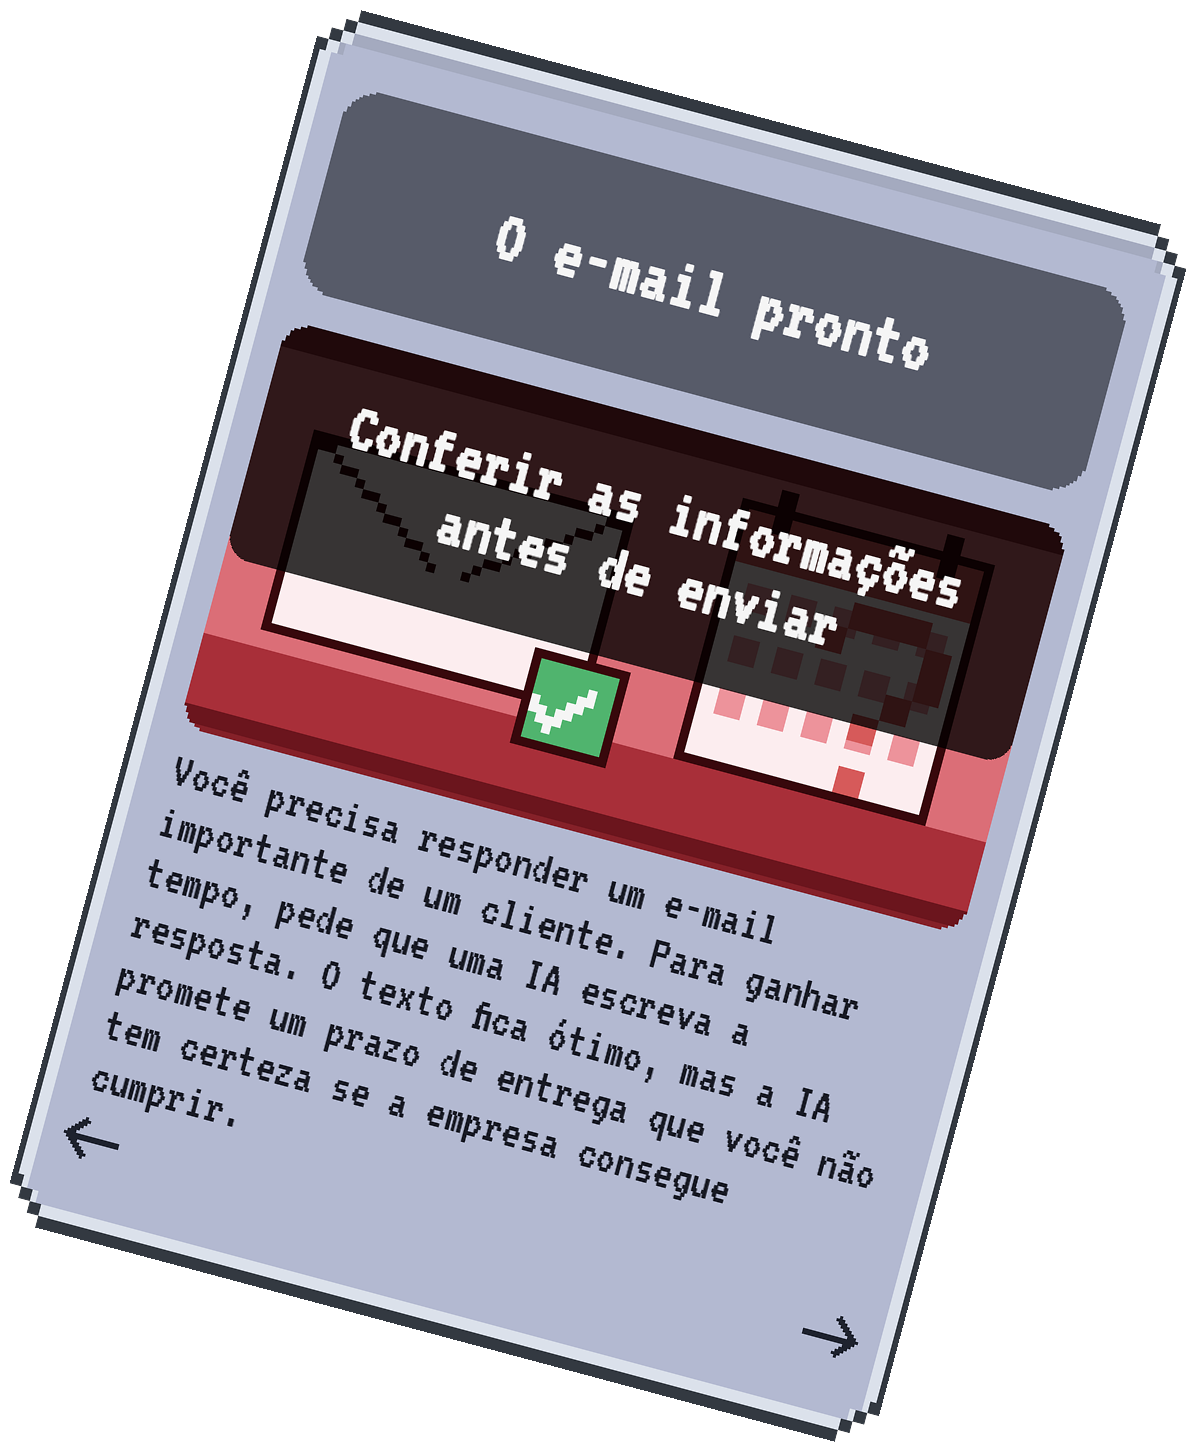 O e-mail pronto
Conferir as informações
antes de enviar
Você precisa responder um e-mail
importante de um cliente. Para ganhar
tempo, pede que uma IA escreva a
resposta. O texto fica ótimo, mas a IA
promete um prazo de entrega que você não
tem certeza se a empresa consegue
cumprir.